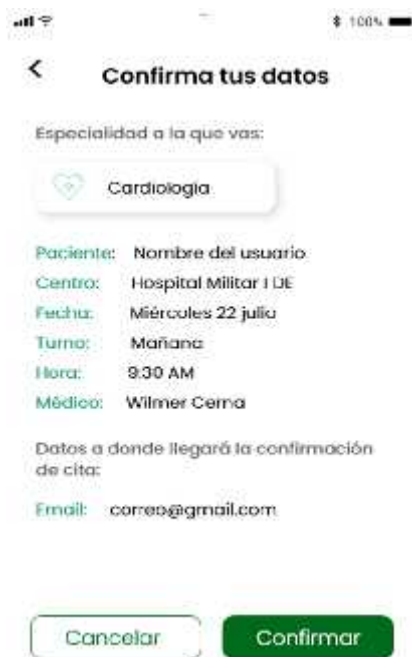 100%
Confirma tus datos
Especialidad a la que vas:
Cardiología
Paciente: Nombre del usuario
Centro: Hospital Militar I DE
Fecha: Miércoles 22 julio
Turno: Mañana
Hora: 9:30 AM
Médico: Wilmer Cerna
Datos a donde llegará la confirmación
de cita:
Email: correo@gmail.com
Cancelar Confirmar